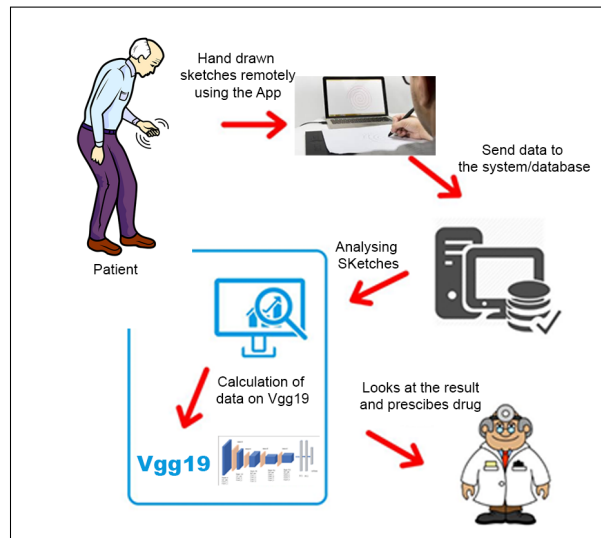 Hand drawn
sketches remotely
using the App
Send data to
the system/database
Patient
Analysing
SKetches
Calculation of
data on Vgg19
Looks at the result
and prescibes drug
Vgg19